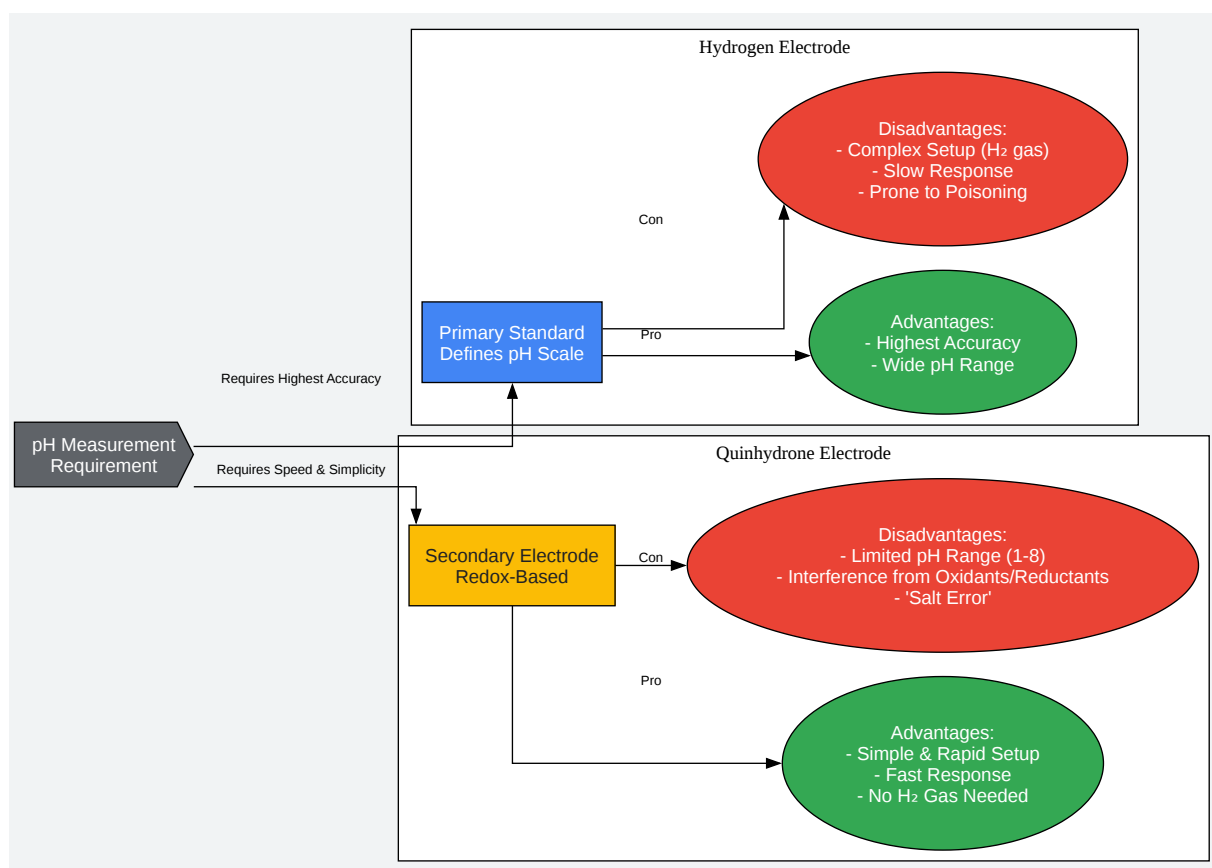 Hydrogen Electrode
Disadvantages:
- Complex Setup (H₂ gas)
- Slow Response
- Prone to Poisoning
Con
Primary Standard
Defines pH Scale
Pro
Advantages:
- Highest Accuracy
- Wide pH Range
Requires Highest Accuracy
pH Measurement
Requirement
Requires Speed & Simplicity
Quinhydrone Electrode
Secondary Electrode
Redox-Based
Con
Disadvantages:
- Limited pH Range (1-8)
- Interference from Oxidants/Reductants
- 'Salt Error'
Pro
Advantages:
- Simple & Rapid Setup
- Fast Response
- No H₂ Gas Needed